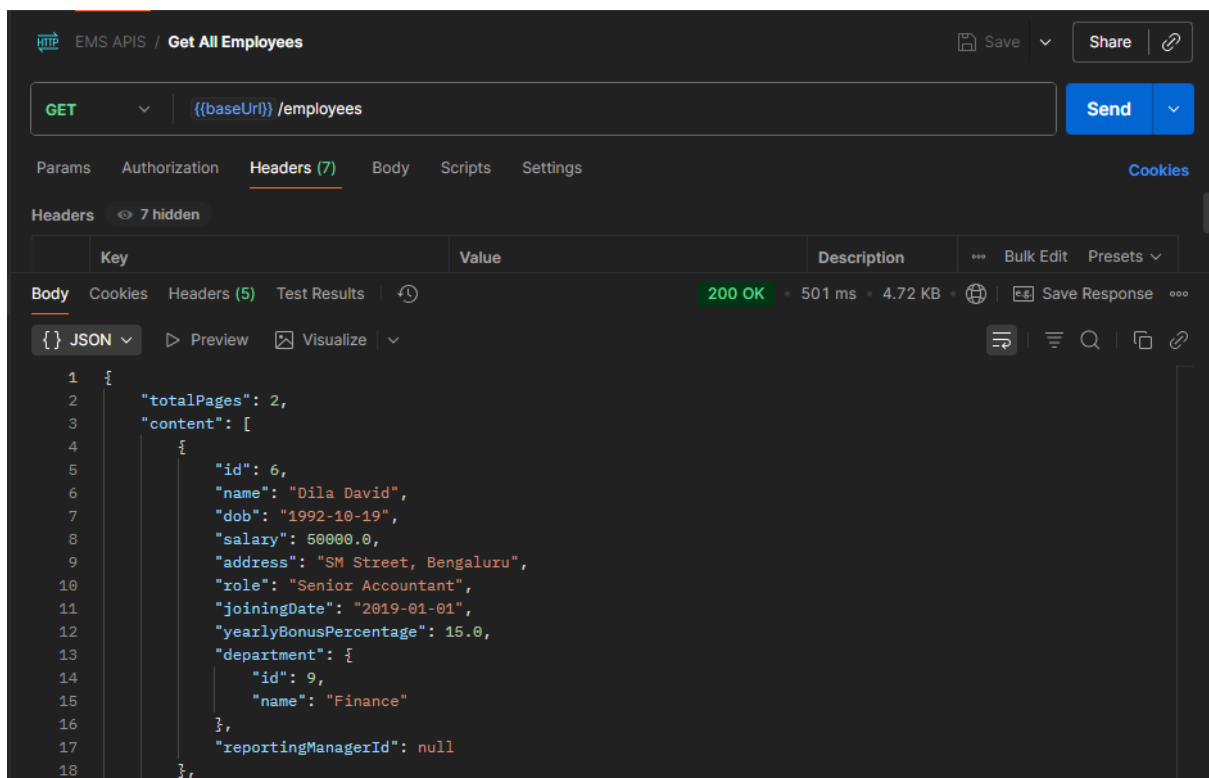 HTTP EMS APIS / Get All Employees Save Share
GET {{baseUrl}} /employees Send
Params Authorization Headers (7) Body Scripts Settings Cookies
Headers 7 hidden
Key Value Description Bulk Edit Presets
Body Cookies Headers (5) Test Results 200 OK 501 ms 4.72 KB e.g. Save Response
{} JSON Preview Visualize
1 {
2 "totalPages": 2,
3 "content": [
4 {
5 "id": 6,
6 "name": "Dila David",
7 "dob": "1992-10-19",
8 "salary": 50000.0,
9 "address": "SM Street, Bengaluru",
10 "role": "Senior Accountant",
11 "joiningDate": "2019-01-01",
12 "yearlyBonusPercentage": 15.0,
13 "department": {
14 "id": 9,
15 "name": "Finance"
16 },
17 "reportingManagerId": null
18 },